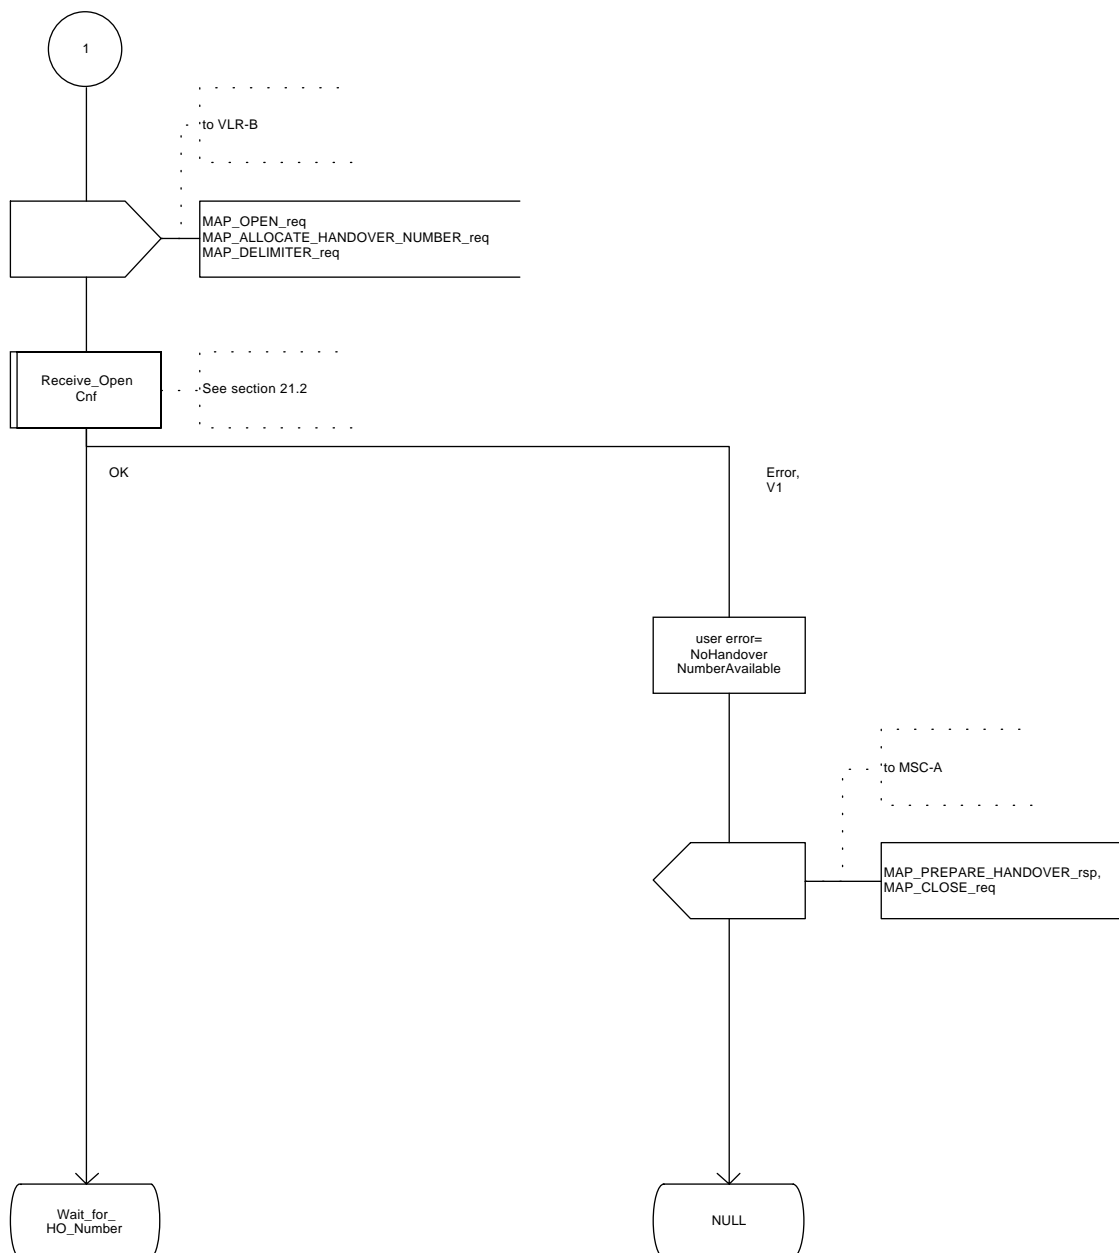 1
to VLR-B
MAP_OPEN_req
MAP_ALLOCATE_HANDOVER_NUMBER_req
MAP_DELIMITER_req
Receive_Open
Cnf
See section 21.2
OK
Error,
V1
user error=
NoHandover
NumberAvailable
to MSC-A
MAP_PREPARE_HANDOVER_rsp,
MAP_CLOSE_req
Wait_for_
HO_Number
NULL